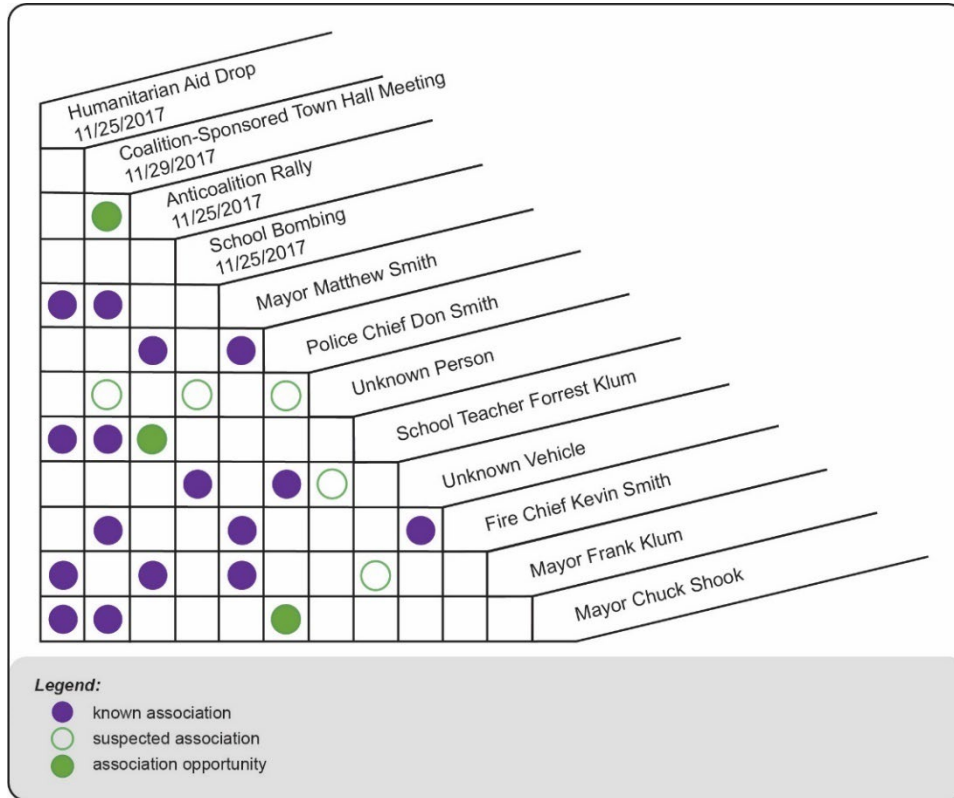 Humanitarian Aid Drop
11/25/2017
Coalition-Sponsored Town Hall Meeting
11/29/2017
Anticoalition Rally
11/25/2017
School Bombing
11/25/2017
Mayor Matthew Smith
Police Chief Don Smith
Unknown Person
School Teacher Forrest Klum
Unknown Vehicle
Fire Chief Kevin Smith
Mayor Frank Klum
Mayor Chuck Shook
Legend:
known association
suspected association
association opportunity